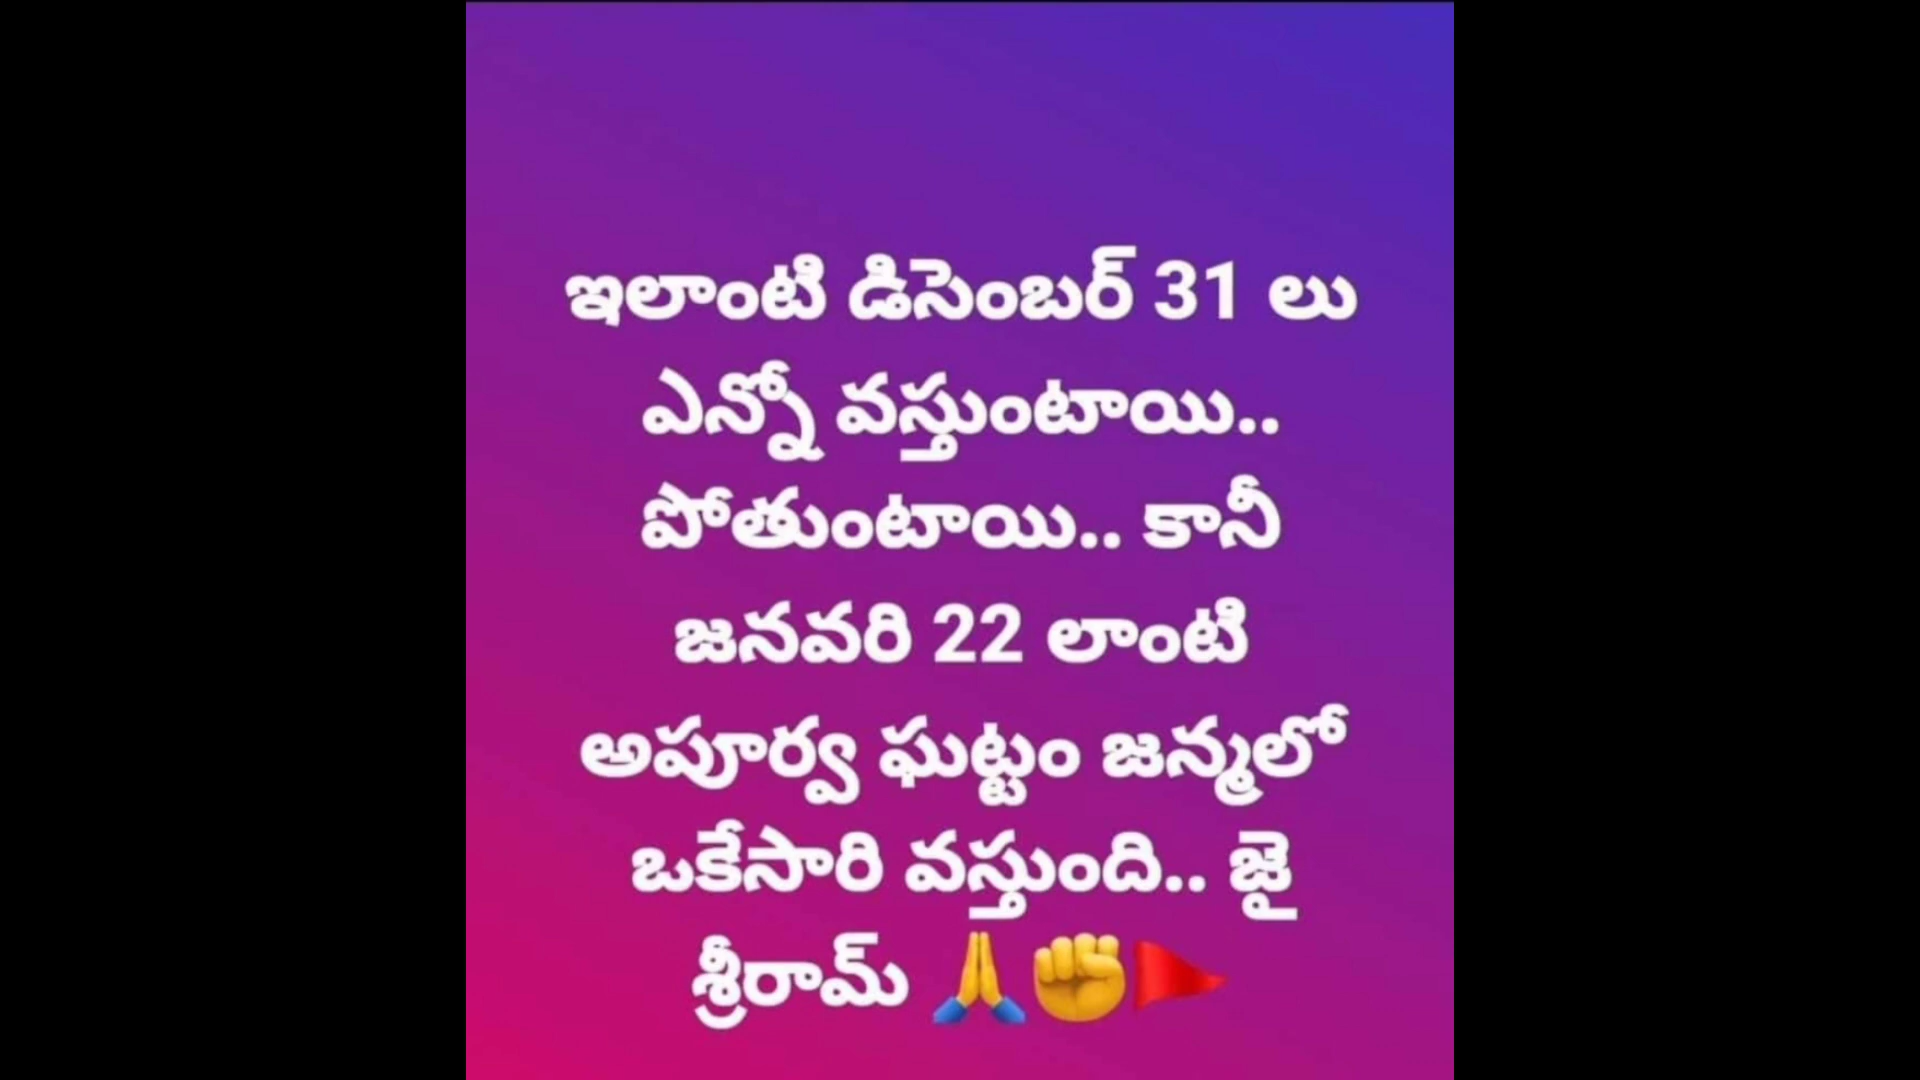 ఇలాంటి డిసెంబర్ 31 లు
ఎన్నో వస్తుంటాయి..
పోతుంటాయి.. కానీ
జనవరి 22 లాంటి
అపూర్వ ఘట్టం జన్మలో
ఒకేసారి వస్తుంది.. జై
శ్రీరామ్ 🙏✊🚩